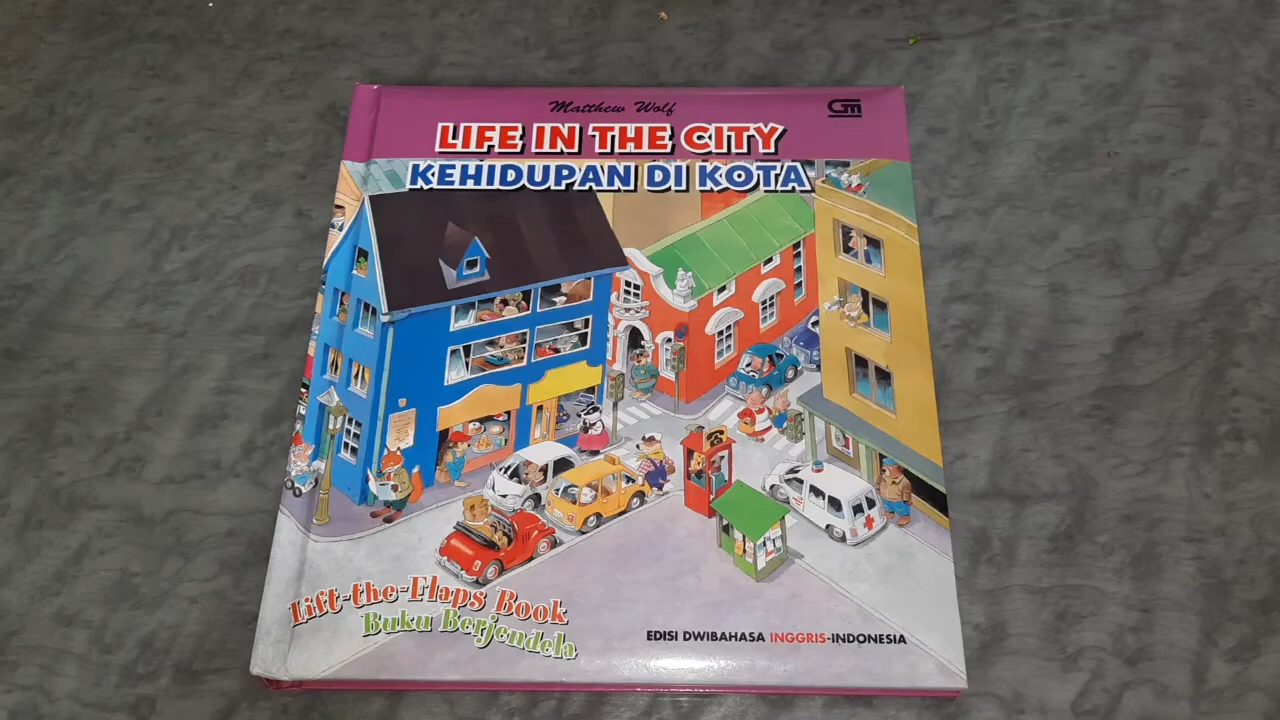 Matthew Wolf
GM
LIFE IN THE CITY
KEHIDUPAN DI KOTA
Lift-the-Flaps Book
Buku Berjendela
EDISI DWIBAHASA INGGRIS-INDONESIA